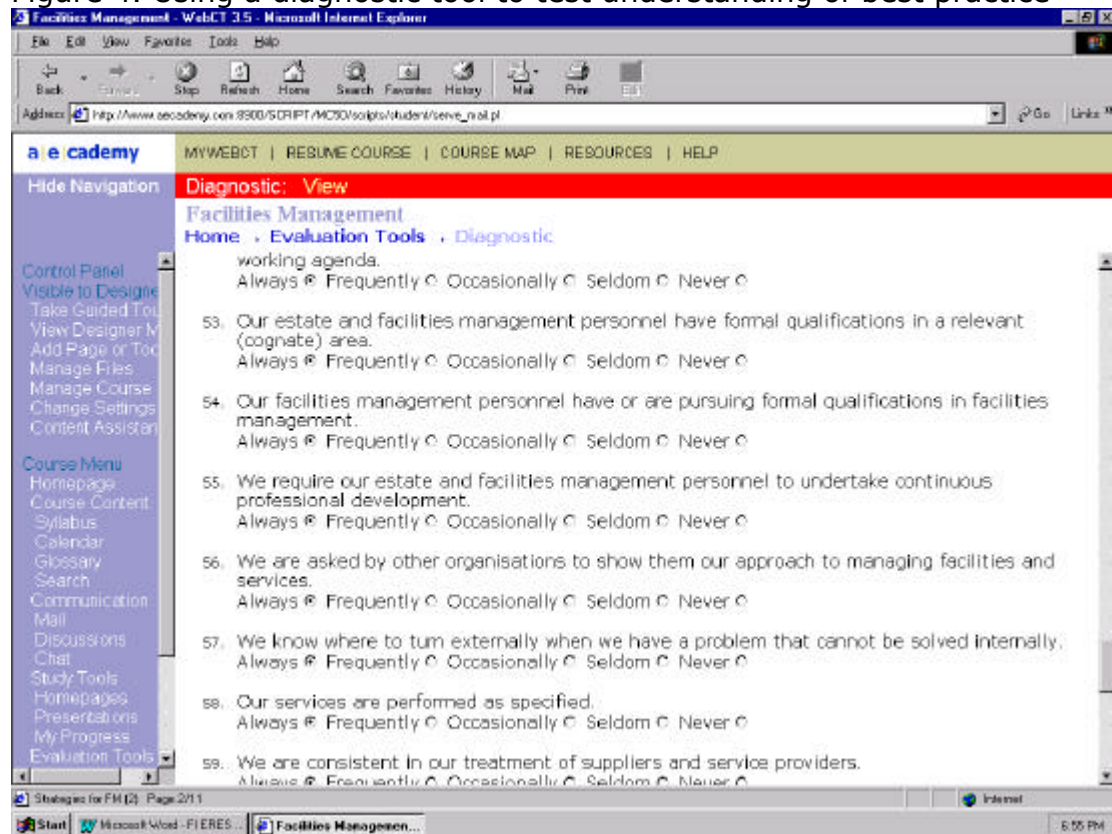 Figure 4: Using a diagnostic tool to test understanding of best practice
Facilities Management - WebCT 3.5 - Microsoft Internet Explorer
File Edit View Favorites Tools Help
Back Stop Refresh Home Search Favorites History Mail Print Edit
Address Go Links
a e cademy
MYWEBCT | RESUME COURSE | COURSE MAP | RESOURCES | HELP
Hide Navigation
Diagnostic: View
Facilities Management
Home › Evaluation Tools › Diagnostic
Control Panel
Visible to Designe
Take Guided Tou
View Designer M
Add Page or Too
Manage Files
Manage Course
Change Settings
Content Assistan
Course Menu
Homepage
Course Content
Syllabus
Calendar
Glossary
Search
Communication
Mail
Discussions
Chat
Study Tools
Homepages
Presentations
My Progress
Evaluation Tools
working agenda.
Always Frequently Occasionally Seldom Never
53. Our estate and facilities management personnel have formal qualifications in a relevant
(cognate) area.
Always Frequently Occasionally Seldom Never
54. Our facilities management personnel have or are pursuing formal qualifications in facilities
management.
Always Frequently Occasionally Seldom Never
55. We require our estate and facilities management personnel to undertake continuous
professional development.
Always Frequently Occasionally Seldom Never
56. We are asked by other organisations to show them our approach to managing facilities and
services.
Always Frequently Occasionally Seldom Never
57. We know where to turn externally when we have a problem that cannot be solved internally.
Always Frequently Occasionally Seldom Never
58. Our services are performed as specified.
Always Frequently Occasionally Seldom Never
59. We are consistent in our treatment of suppliers and service providers.
Always Frequently Occasionally Seldom Never
Strategies for FM (2) Page 2/11
Internet
Start Microsoft Word - FI ERES ... Facilities Managemen...
6:55 PM